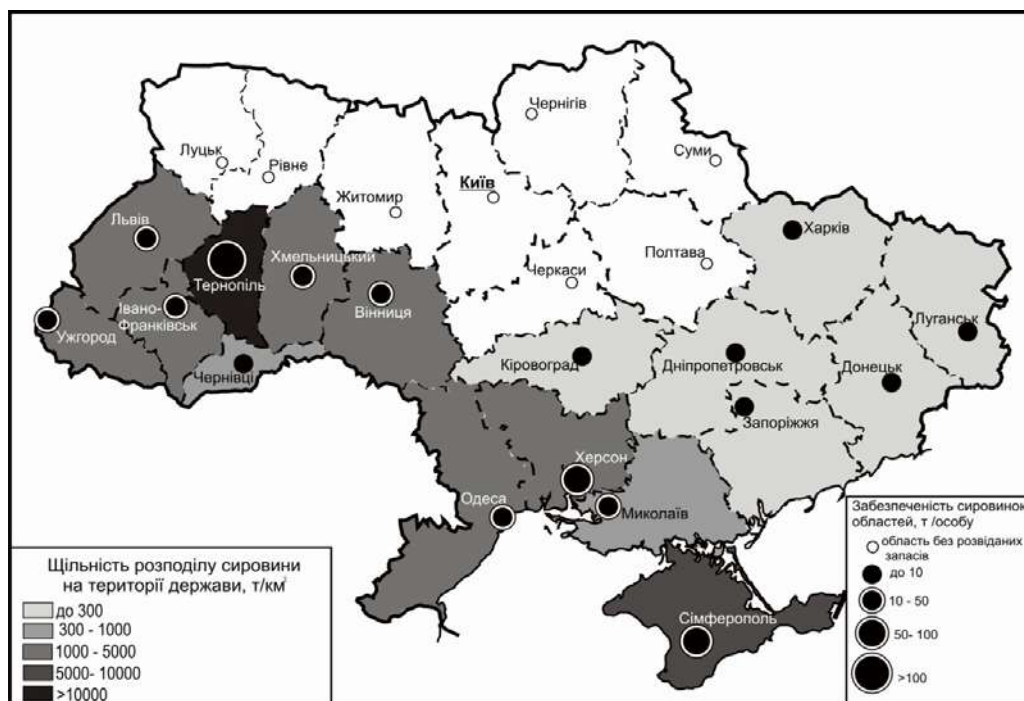 Чернігів
Луцьк
Рівне
Суми
Київ
Житомир
Львів
Харків
Хмельницький
Полтава
Тернопіль
Черкаси
Вінниця
Івано-
Франківськ
Ужгород
Луганськ
Кіровоград
Дніпропетровськ
Донецьк
Чернівці
Запоріжжя
Херсон
Одеса
Миколаїв
Сімферополь
Щільність розподілу сировини
на території держави, т/км²
до 300
300 - 1000
1000 - 5000
5000- 10000
>10000
Забезпеченість сировиною
областей, т /особу
область без розвіданих
запасів
до 10
10 - 50
50- 100
>100